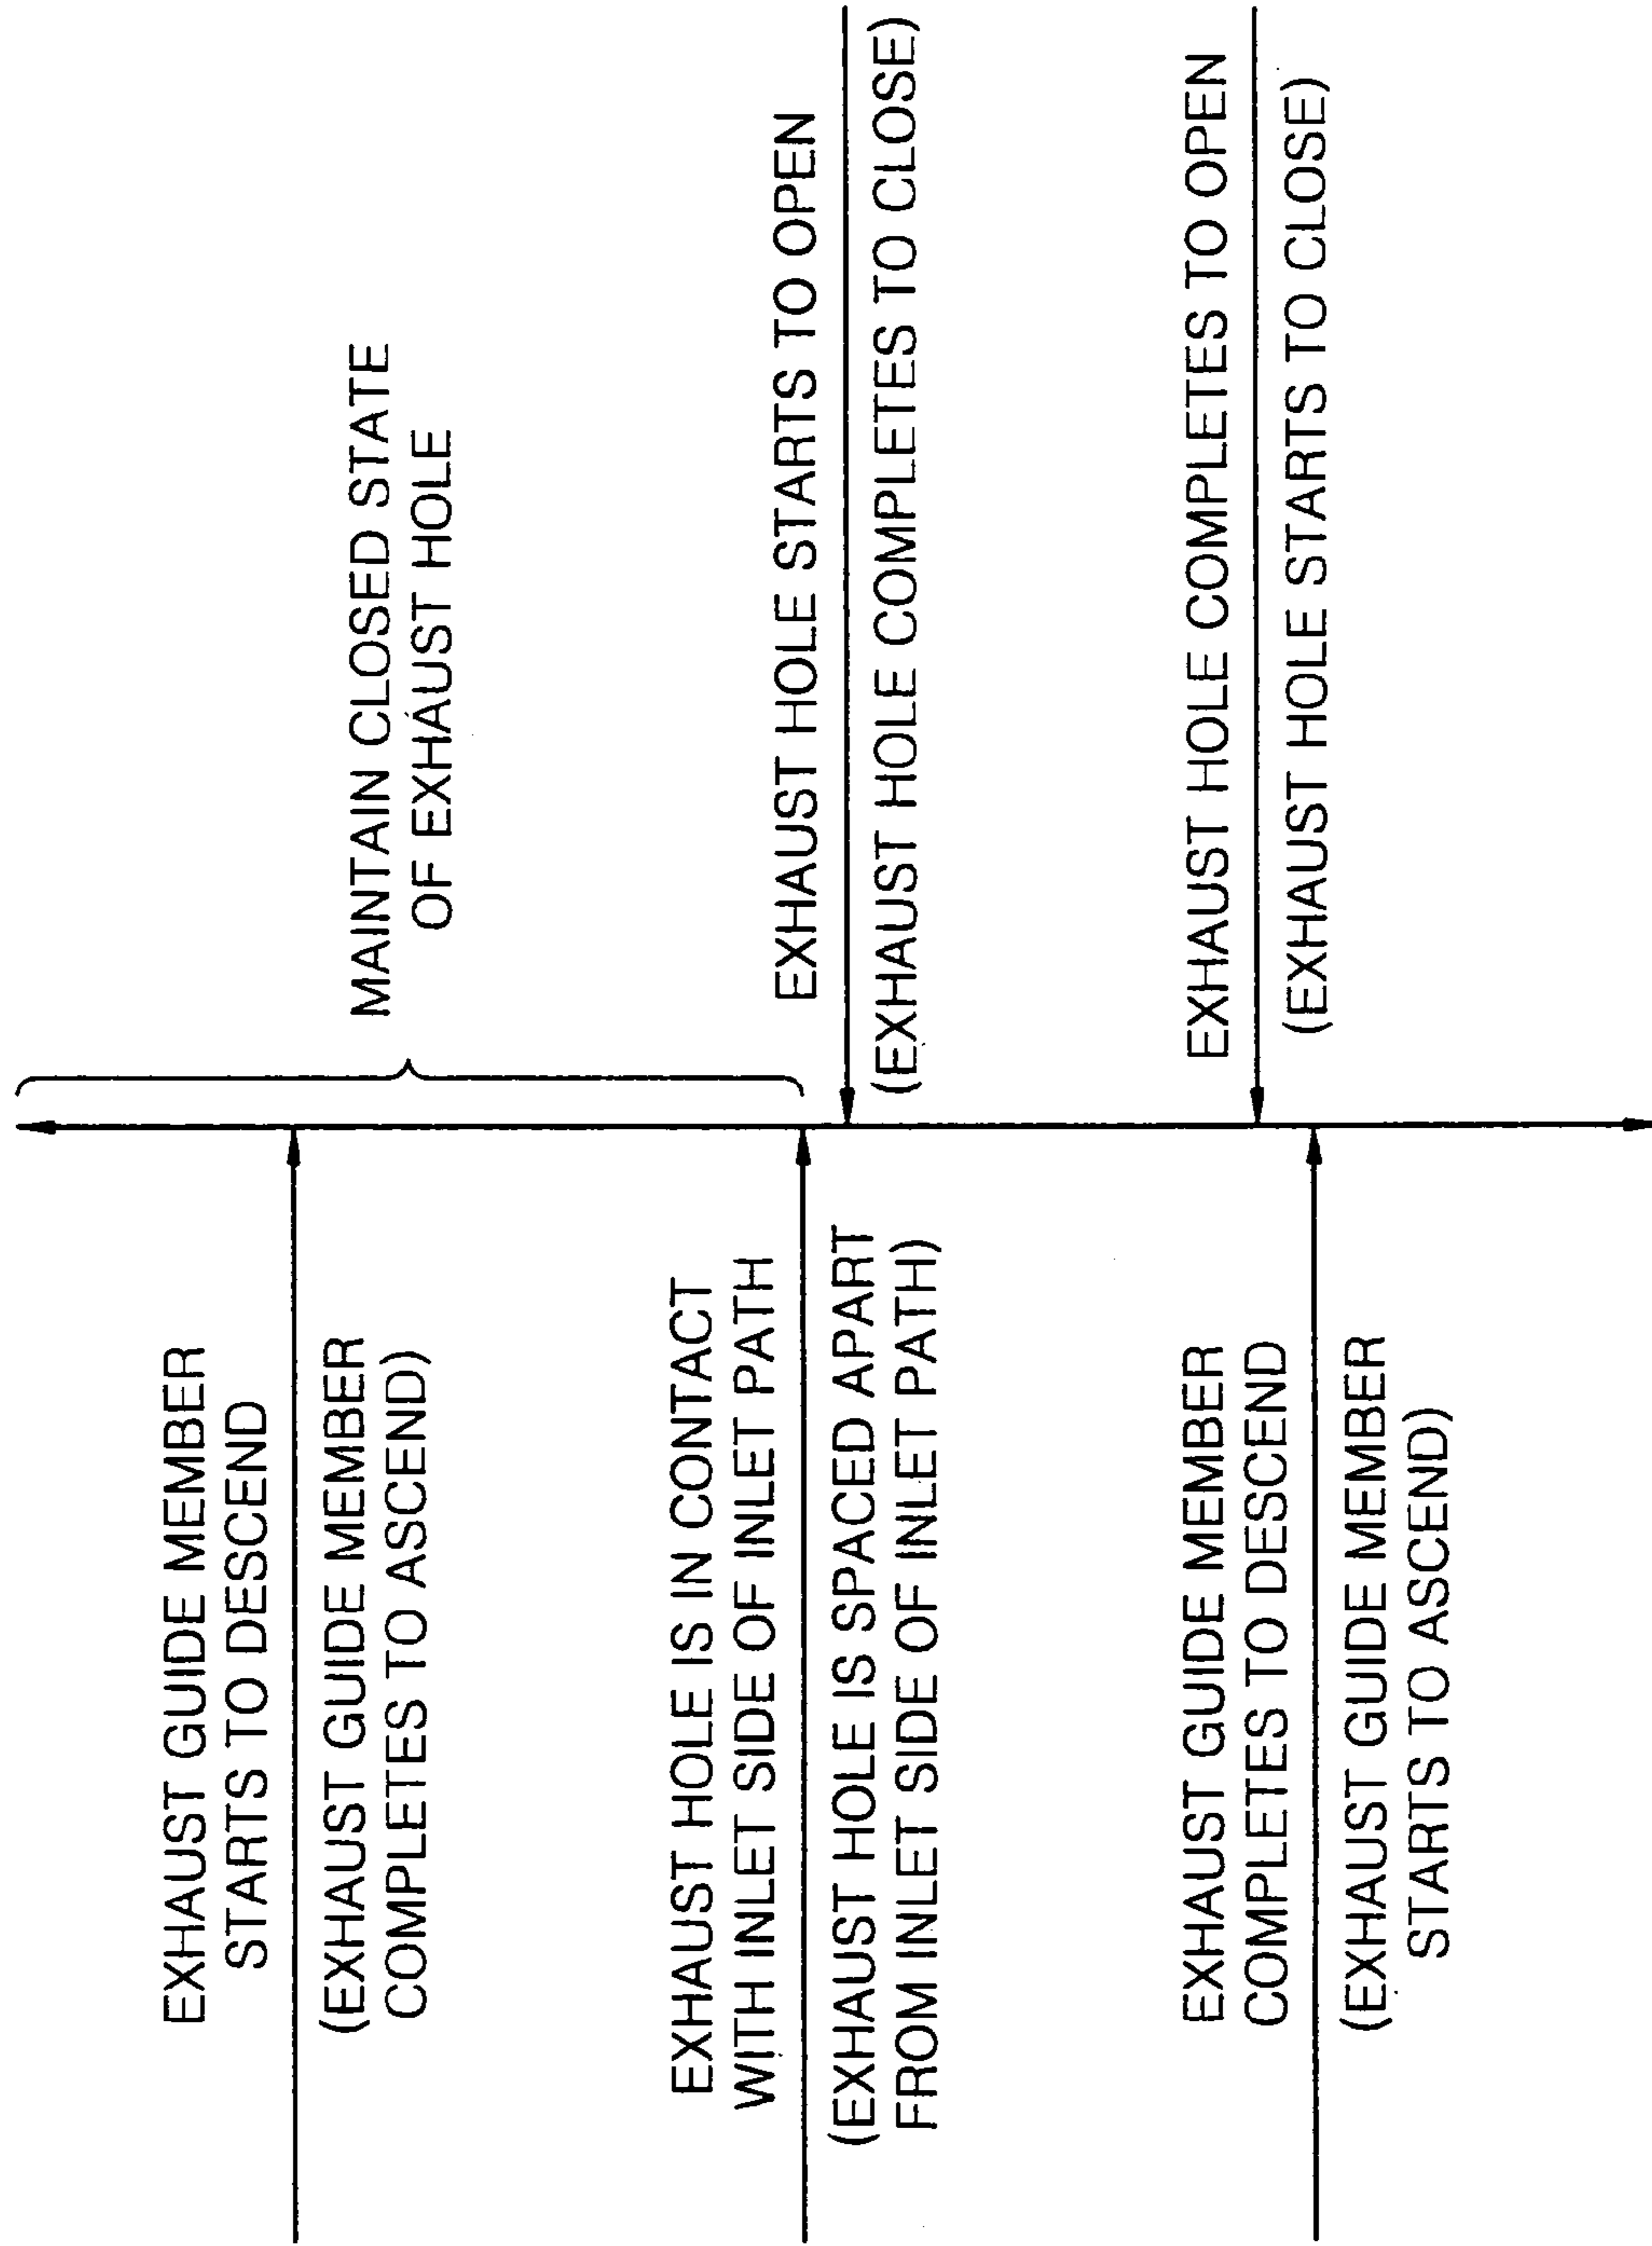 EXHAUST GUIDE MEMBER
STARTS TO DESCEND
(EXHAUST GUIDE MEMBER
COMPLETES TO ASCEND)
EXHAUST HOLE IS IN CONTACT
WITH INLET SIDE OF INLET PATH
(EXHAUST HOLE IS SPACED APART
FROM INLET SIDE OF INLET PATH)
EXHAUST GUIDE MEMBER
COMPLETES TO DESCEND
(EXHAUST GUIDE MEMBER
STARTS TO ASCEND)
MAINTAIN CLOSED STATE
OF EXHAUST HOLE
EXHAUST HOLE STARTS TO OPEN
(EXHAUST HOLE COMPLETES TO CLOSE)
EXHAUST HOLE COMPLETES TO OPEN
(EXHAUST HOLE STARTS TO CLOSE)